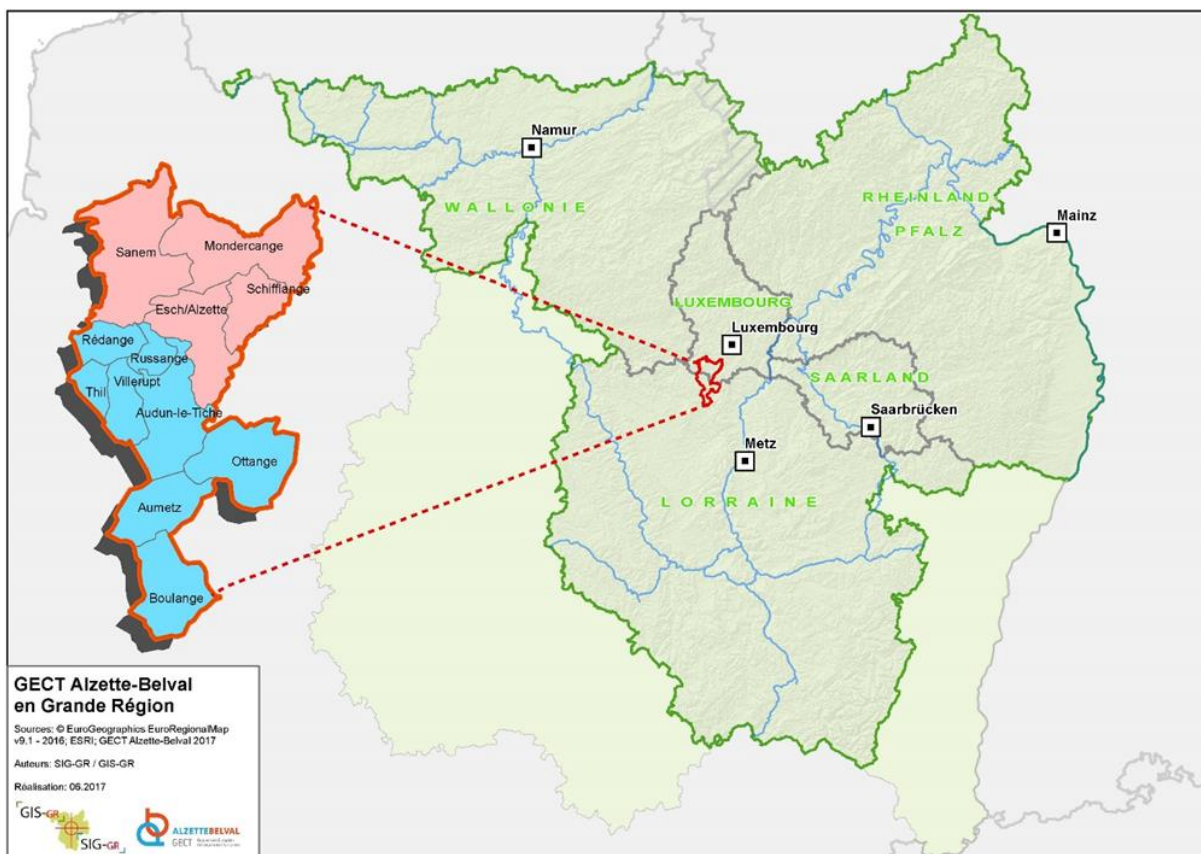 Namur
WALLONIE
RHEINLAND
PFALZ
Mainz
Sanem
Mondercange
Schifflange
Esch/Alzette
LUXEMBOURG
Luxembourg
Rédange
Russange
Thil
Villerupt
Audun-le-Tiche
SAARLAND
Saarbrücken
Ottange
Metz
LORRAINE
Aumetz
Boulange
GECT Alzette-Belval
en Grande Région
Sources: © EuroGeographics EuroRegionalMap
v9.1 - 2016; ESRI; GECT Alzette-Belval 2017
Auteurs: SIG-GR / GIS-GR
Réalisation: 06.2017
GIS-GR
SIG-GR
ALZETTEBELVAL
GECT